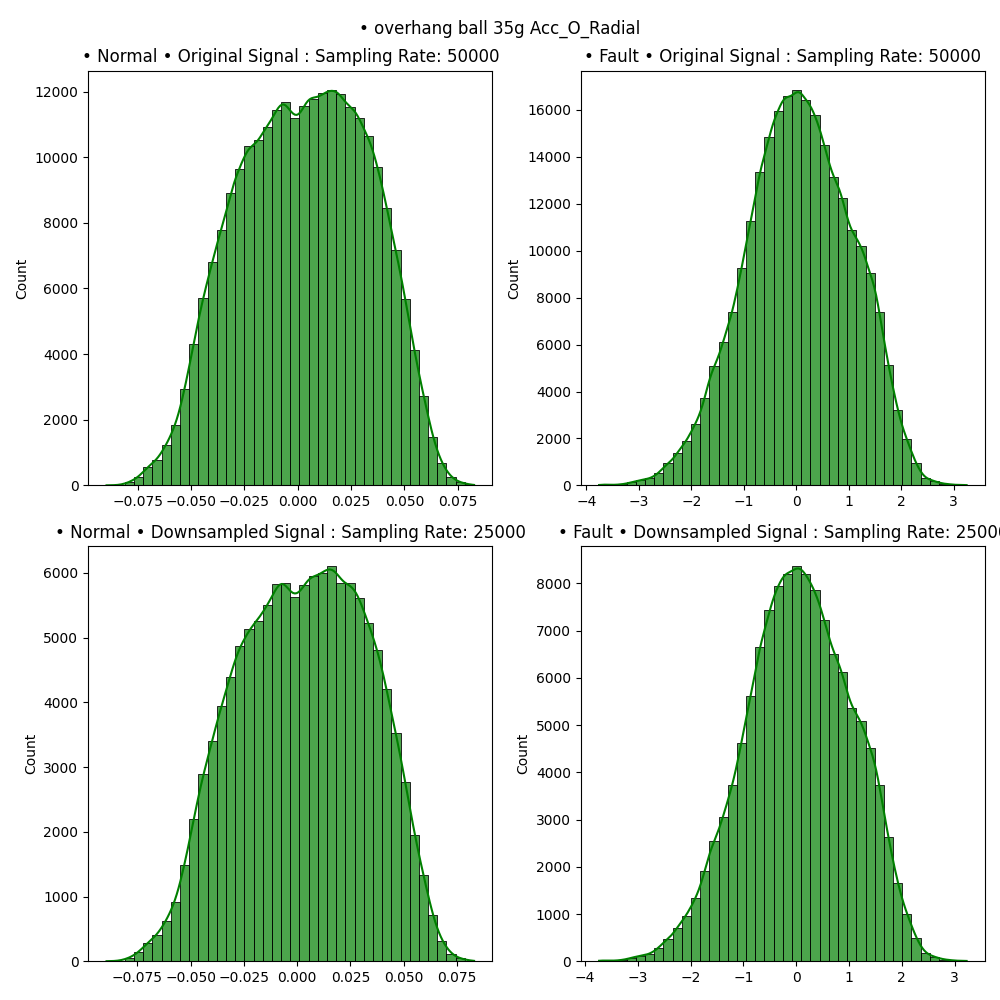 • overhang ball 35g Acc_O_Radial
• Normal • Original Signal : Sampling Rate: 50000
Count
12000
10000
8000
6000
4000
2000
0
−0.075 −0.050 −0.025 0.000 0.025 0.050 0.075
• Fault • Original Signal : Sampling Rate: 50000
Count
16000
14000
12000
10000
8000
6000
4000
2000
0
−4 −3 −2 −1 0 1 2 3
• Normal • Downsampled Signal : Sampling Rate: 25000
Count
6000
5000
4000
3000
2000
1000
0
−0.075 −0.050 −0.025 0.000 0.025 0.050 0.075
• Fault • Downsampled Signal : Sampling Rate: 2500
Count
8000
7000
6000
5000
4000
3000
2000
1000
0
−4 −3 −2 −1 0 1 2 3